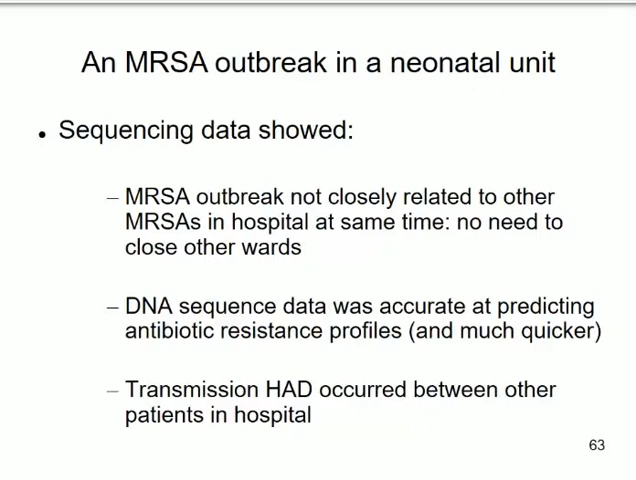 An MRSA outbreak in a neonatal unit
• Sequencing data showed:
– MRSA outbreak not closely related to other
MRSAs in hospital at same time: no need to
close other wards
– DNA sequence data was accurate at predicting
antibiotic resistance profiles (and much quicker)
– Transmission HAD occurred between other
patients in hospital
63